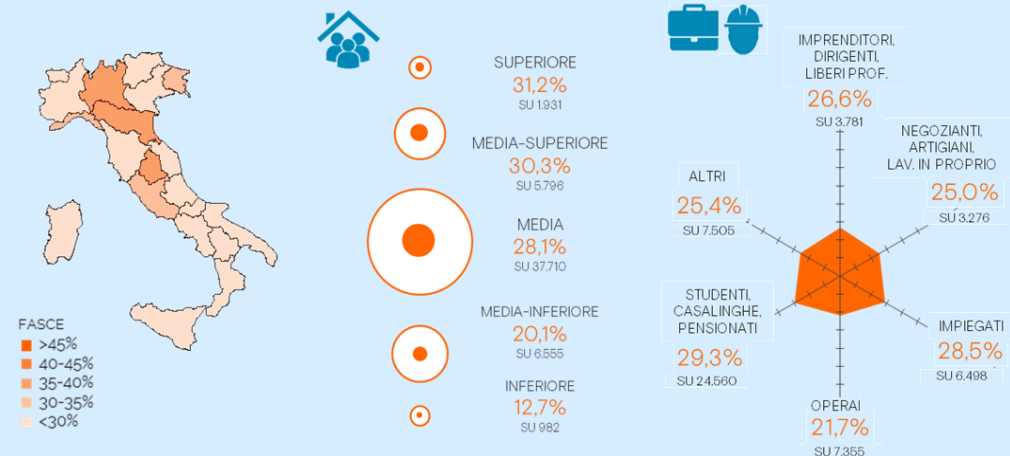 FASCE
>45%
40-45%
35-40%
30-35%
<30%
SUPERIORE
31,2%
SU 1.931
MEDIA-SUPERIORE
30,3%
SU 5.796
MEDIA
28,1%
SU 37.710
MEDIA-INFERIORE
20,1%
SU 6.555
INFERIORE
12,7%
SU 982
IMPRENDITORI,
DIRIGENTI,
LIBERI PROF.
26,6%
SU 3.781
NEGOZIANTI,
ARTIGIANI,
LAV. IN PROPRIO
25,0%
SU 3.276
IMPIEGATI
28,5%
SU 6.498
OPERAI
21,7%
SU 7.355
STUDENTI,
CASALINGHE,
PENSIONATI
29,3%
SU 24.560
ALTRI
25,4%
SU 7.505